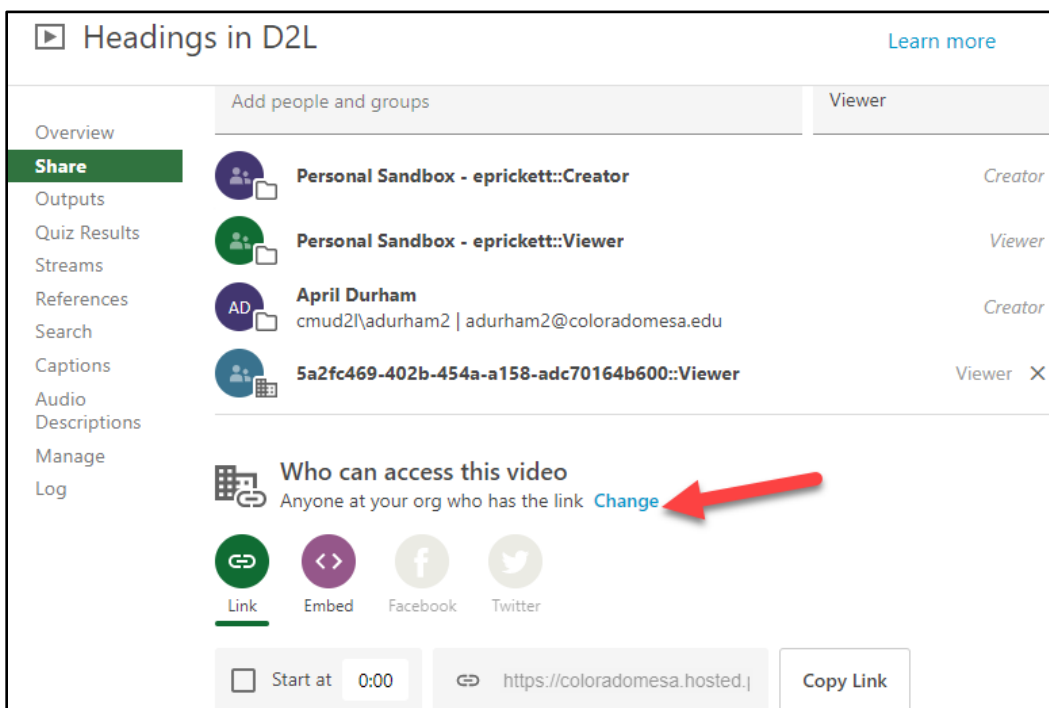 Headings in D2L
Learn more
Overview
Share
Outputs
Quiz Results
Streams
References
Search
Captions
Audio
Descriptions
Manage
Log
Add people and groups
Viewer
Personal Sandbox - eprickett::Creator
Creator
Personal Sandbox - eprickett::Viewer
Viewer
AD
April Durham
cmud2l\adurham2 | adurham2@coloradomesa.edu
Creator
5a2fc469-402b-454a-a158-adc70164b600::Viewer
Viewer
Who can access this video
Anyone at your org who has the link Change
Link
Embed
Facebook
Twitter
Start at 0:00
https://coloradomesa.hosted.p
Copy Link